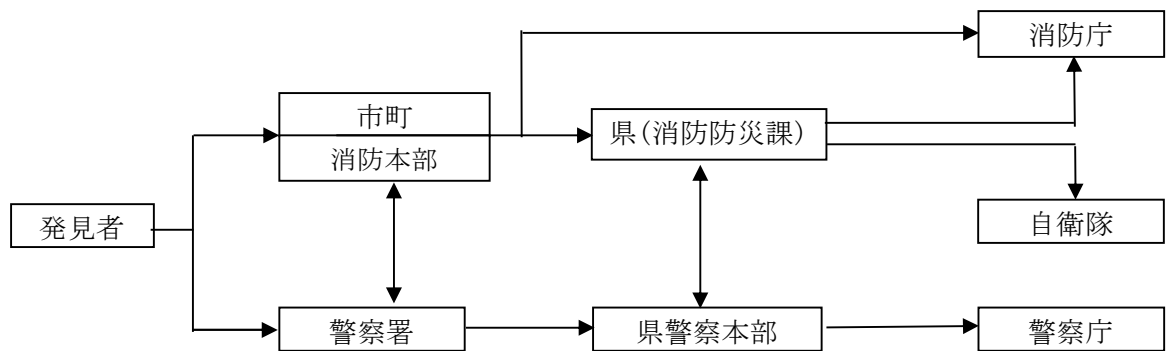 消防庁
市町
消防本部
県(消防防災課)
発見者
自衛隊
警察署
県警察本部
警察庁